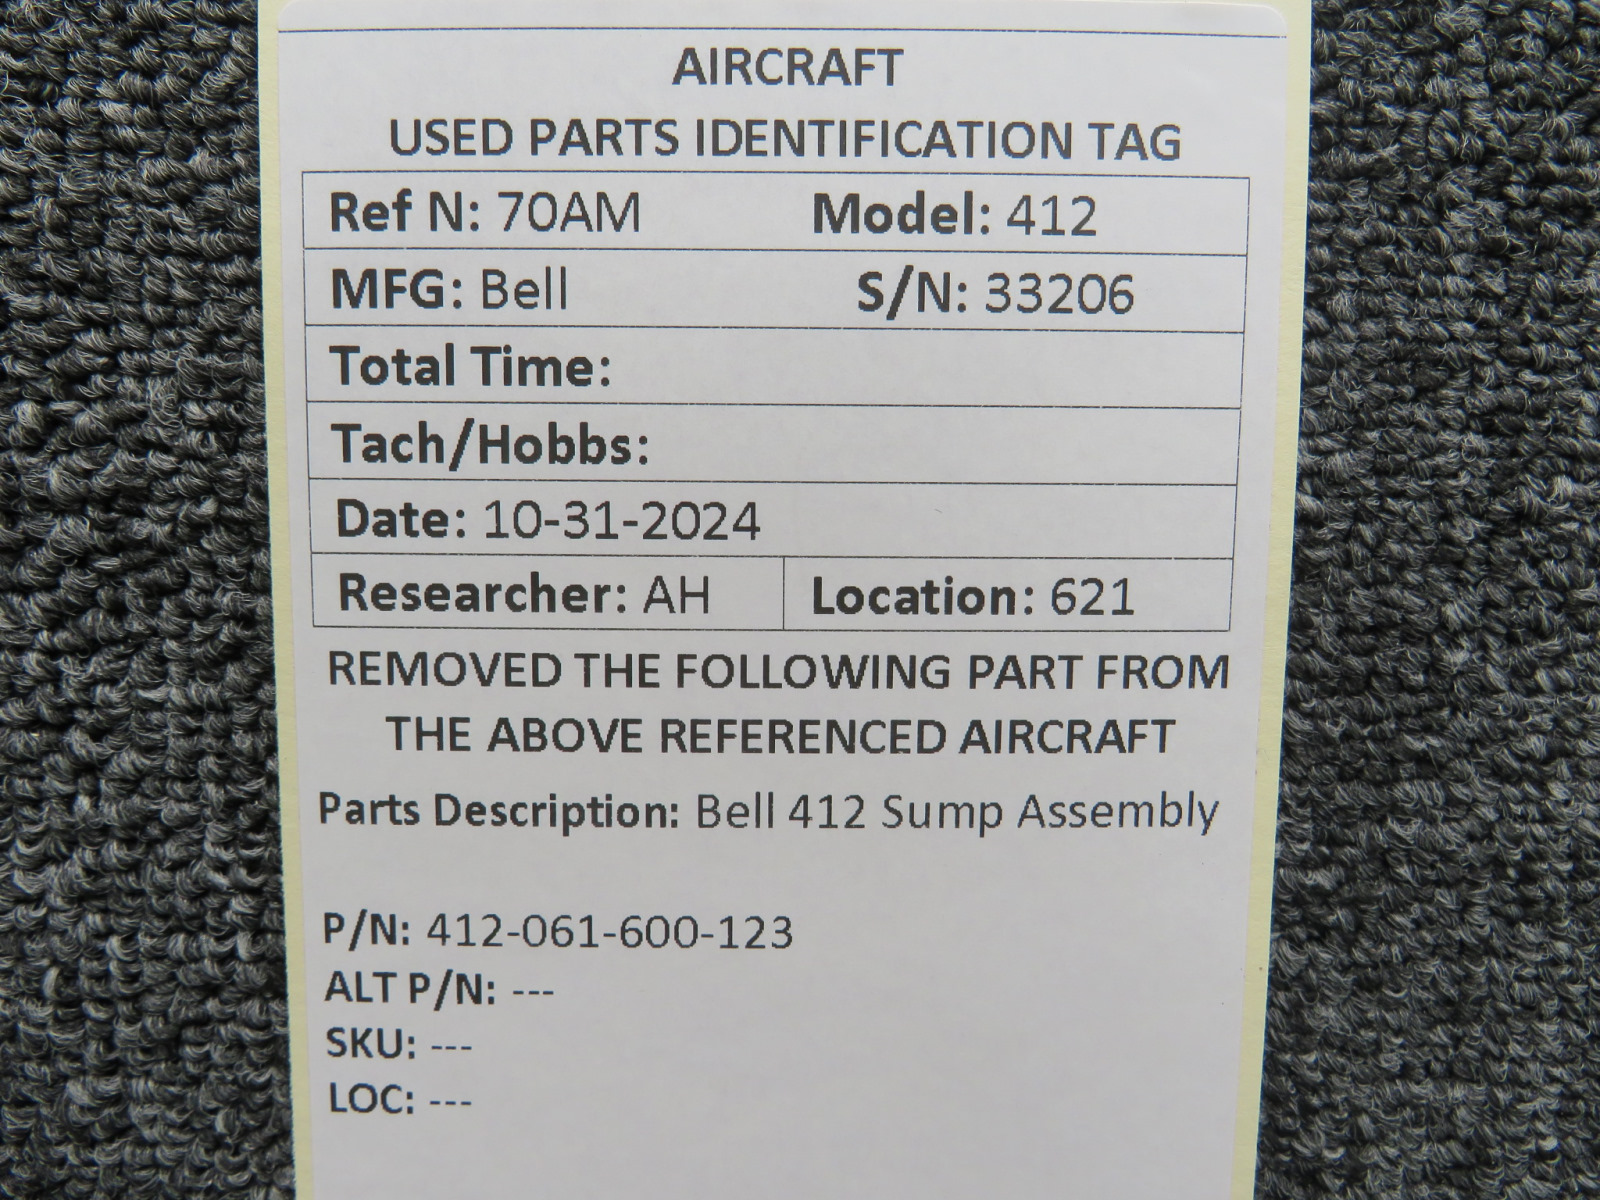 AIRCRAFT
USED PARTS IDENTIFICATION TAG
Ref N: 70AM Model: 412
MFG: Bell S/N: 33206
Total Time:
Tach/Hobbs:
Date: 10-31-2024
Researcher: AH Location: 621
REMOVED THE FOLLOWING PART FROM
THE ABOVE REFERENCED AIRCRAFT
Parts Description: Bell 412 Sump Assembly
P/N: 412-061-600-123
ALT P/N: ---
SKU: ---
LOC: ---